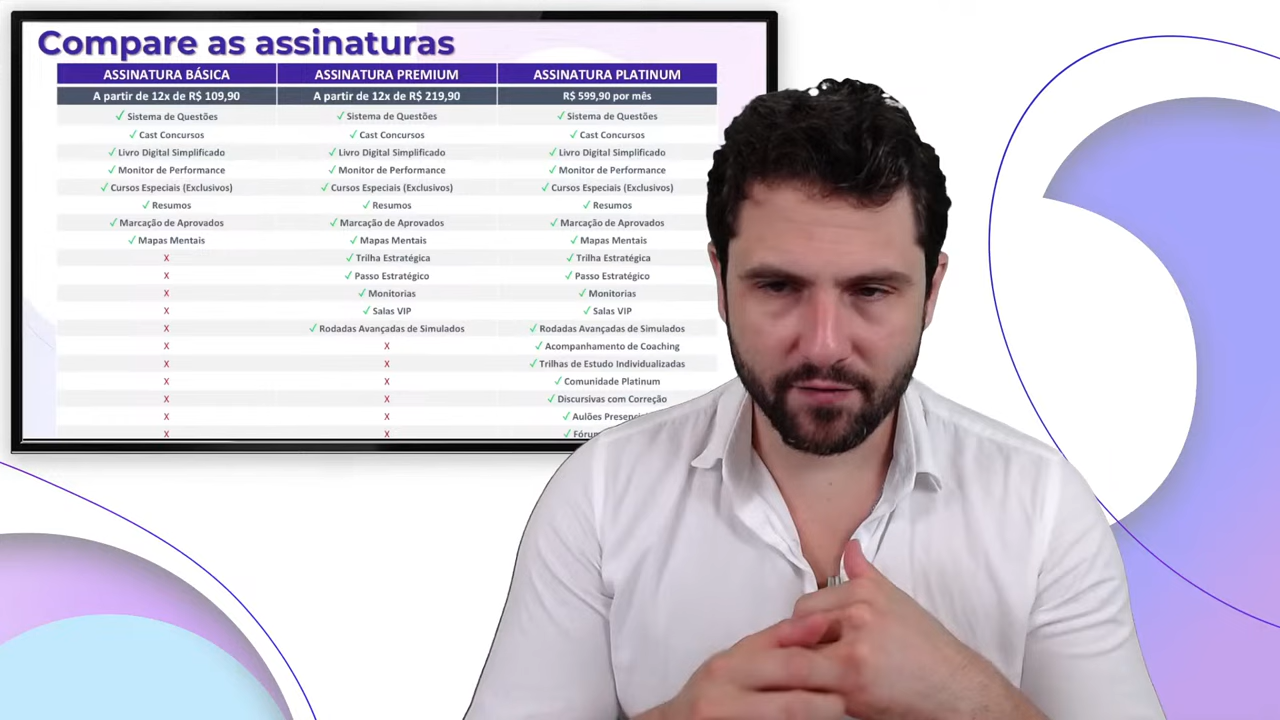 Compare as assinaturas
ASSINATURA BÁSICA ASSINATURA PREMIUM ASSINATURA PLATINUM
A partir de 12x de R$ 109,90 A partir de 12x de R$ 219,90 R$ 599,90 por mês
✓ Sistema de Questões ✓ Sistema de Questões ✓ Sistema de Questões
✓ Cast Concursos ✓ Cast Concursos ✓ Cast Concursos
✓ Livro Digital Simplificado ✓ Livro Digital Simplificado ✓ Livro Digital Simplificado
✓ Monitor de Performance ✓ Monitor de Performance ✓ Monitor de Performance
✓ Cursos Especiais (Exclusivos) ✓ Cursos Especiais (Exclusivos) ✓ Cursos Especiais (Exclusivos)
✓ Resumos ✓ Resumos ✓ Resumos
✓ Marcação de Aprovados ✓ Marcação de Aprovados ✓ Marcação de Aprovados
✓ Mapas Mentais ✓ Mapas Mentais ✓ Mapas Mentais
X ✓ Trilha Estratégica ✓ Trilha Estratégica
X ✓ Passo Estratégico ✓ Passo Estratégico
X ✓ Monitorias ✓ Monitorias
X ✓ Salas VIP ✓ Salas VIP
X ✓ Rodadas Avançadas de Simulados ✓ Rodadas Avançadas de Simulados
X X ✓ Acompanhamento de Coaching
X X ✓ Trilhas de Estudo Individualizadas
X X ✓ Comunidade Platinum
X X ✓ Discursivas com Correção
X X ✓ Aulões
X X ✓